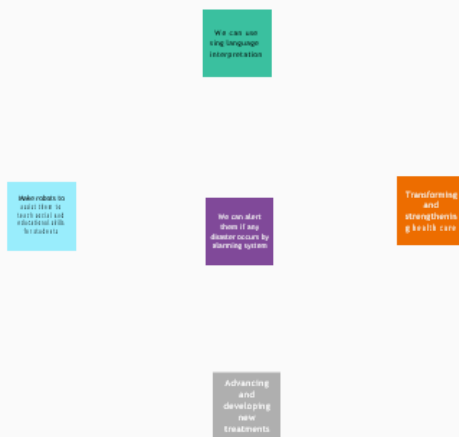 We can use
sing language
interpretation
Make robots to
assist them to
teach social and
educational skills
for students
We can alert
them if any
disaster occurs by
alarming system
Transforming
and
strengthenin
g health care
Advancing
and
developing
new
treatments